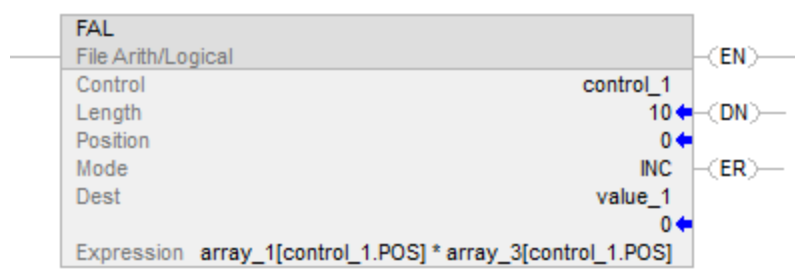 FAL
File Arith/Logical
EN
Control control_1
Length 10
DN
Position 0
Mode INC
ER
Dest value_1
0
Expression array_1[control_1.POS] * array_3[control_1.POS]